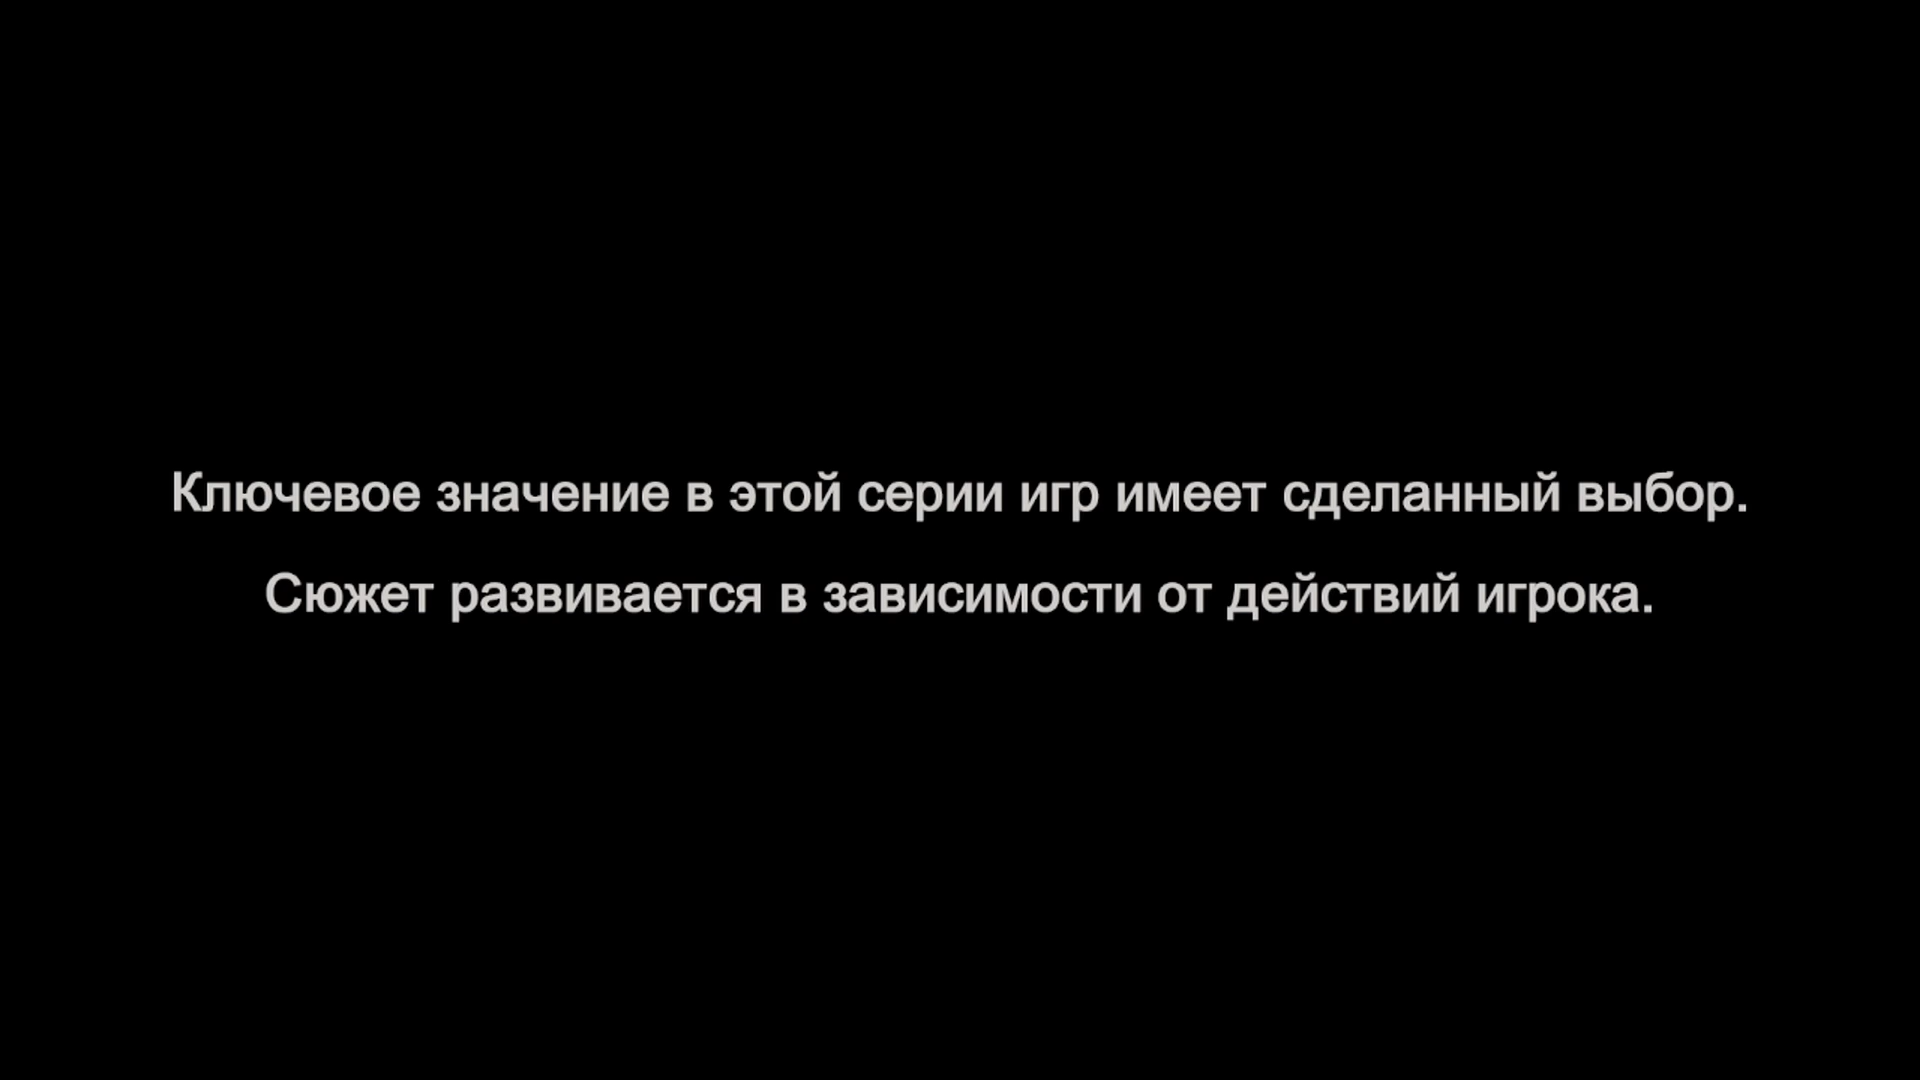 Ключевое значение в этой серии игр имеет сделанный выбор.
Сюжет развивается в зависимости от действий игрока.